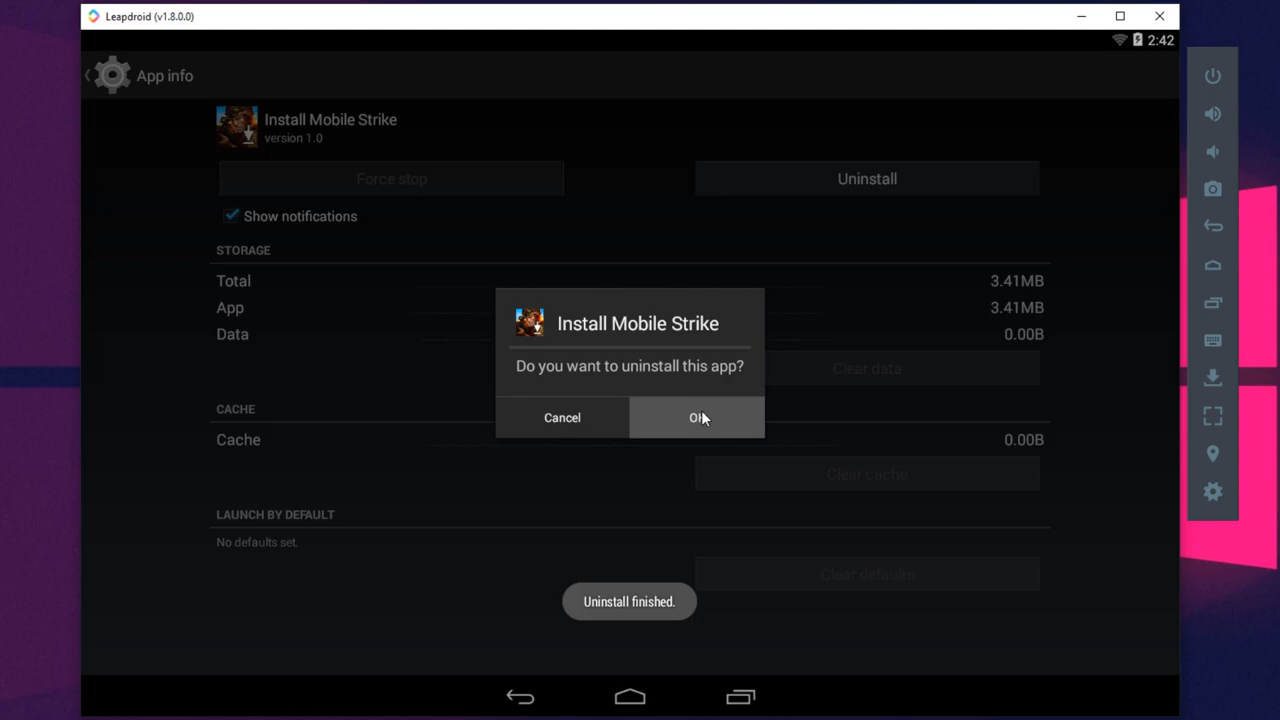 Leapdroid (v1.8.0.0)
2:42
App info
Install Mobile Strike
version 1.0
Force stop
Uninstall
Show notifications
STORAGE
Total
3.41MB
App
3.41MB
Data
0.00B
Clear data
Install Mobile Strike
Do you want to uninstall this app?
Cancel
OK
CACHE
Cache
0.00B
Clear cache
LAUNCH BY DEFAULT
No defaults set.
Clear defaults
Uninstall finished.